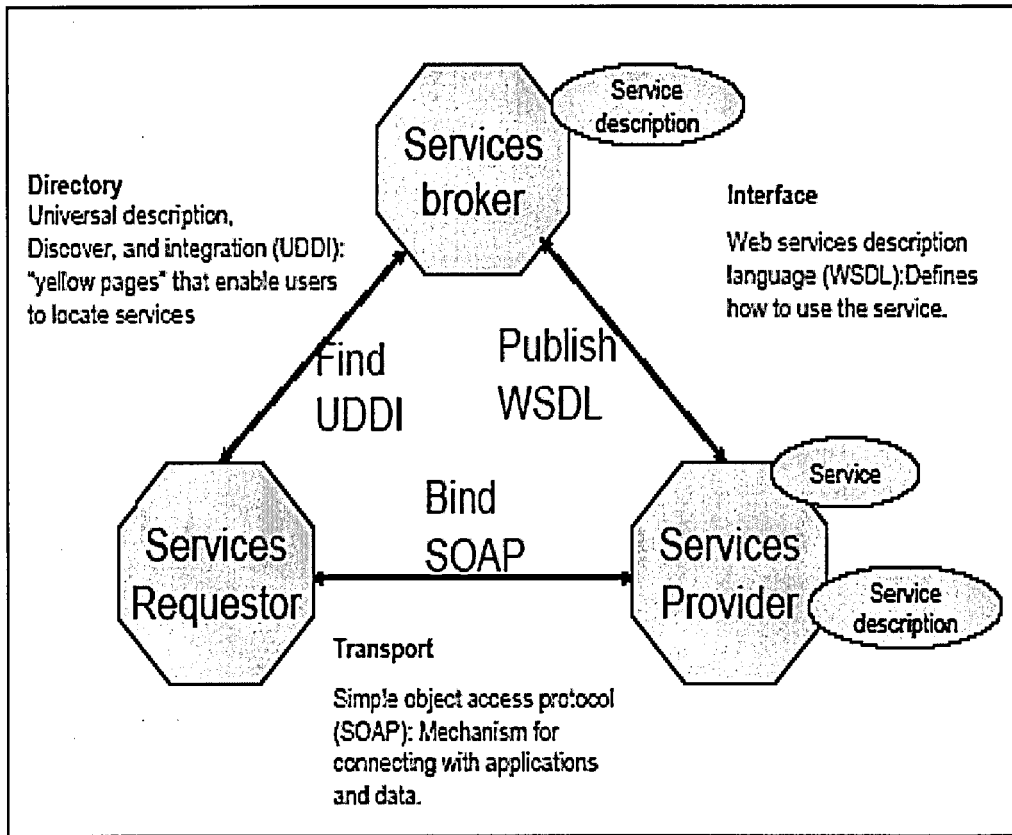 Service
description
Services
broker
Directory
Universal description,
Discover, and integration (UDDI):
"yellow pages" that enable users
to locate services
Interface
Web services description
language (WSDL):Defines
how to use the service.
Find
UDDI
Publish
WSDL
Bind
SOAP
Services
Requestor
Service
Services
Provider
Service
description
Transport
Simple object access protocol
(SOAP): Mechanism for
connecting with applications
and data.